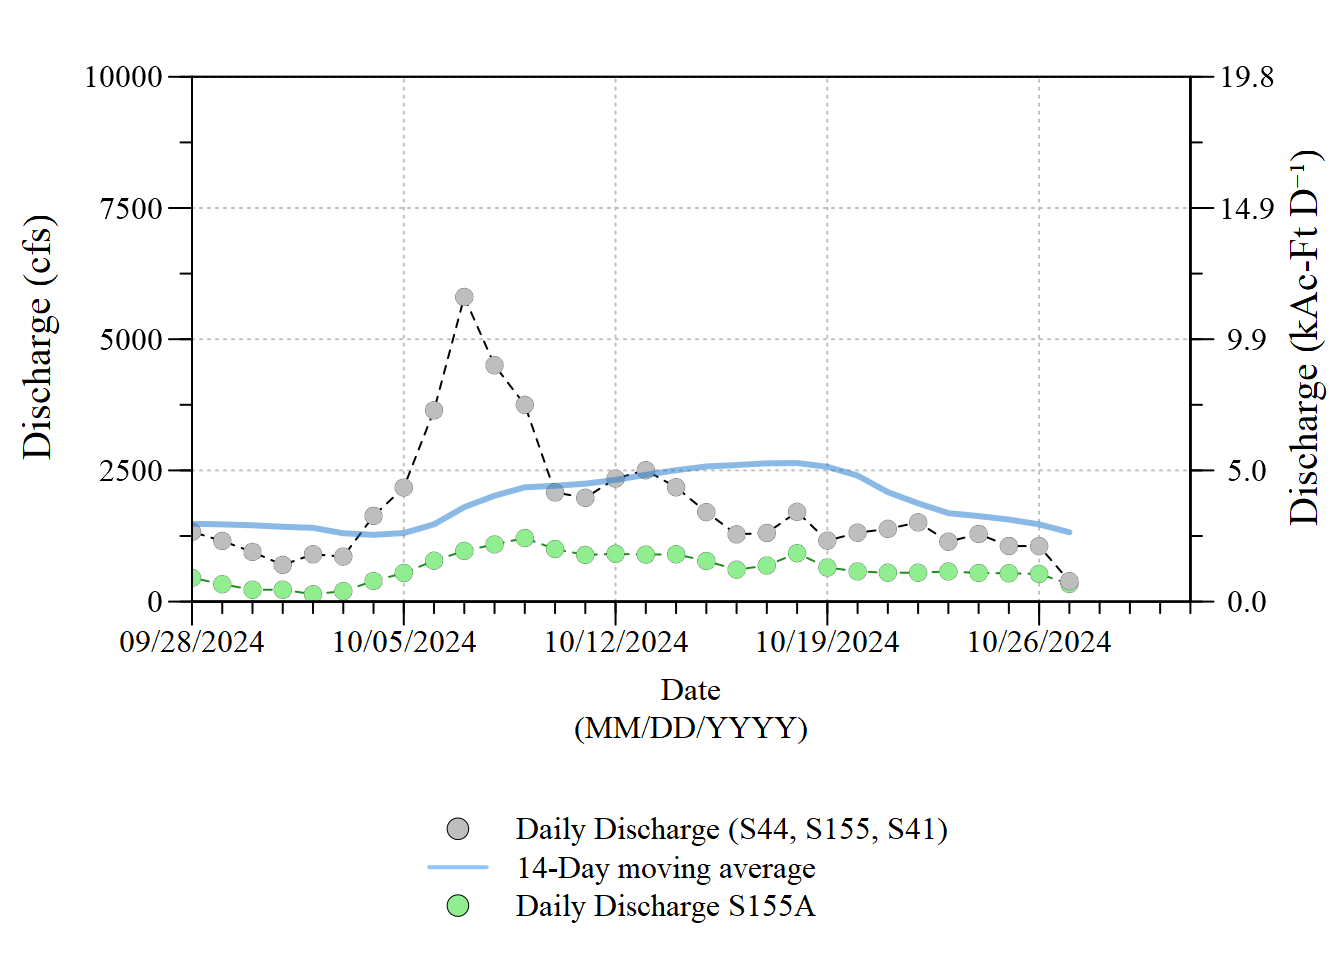 10000
7500
5000
2500
0
Discharge (cfs)
19.8
14.9
9.9
5.0
0.0
Discharge (kAc-Ft D⁻¹)
09/28/2024 10/05/2024 10/12/2024 10/19/2024 10/26/2024
Date
(MM/DD/YYYY)
Daily Discharge (S44, S155, S41)
14-Day moving average
Daily Discharge S155A